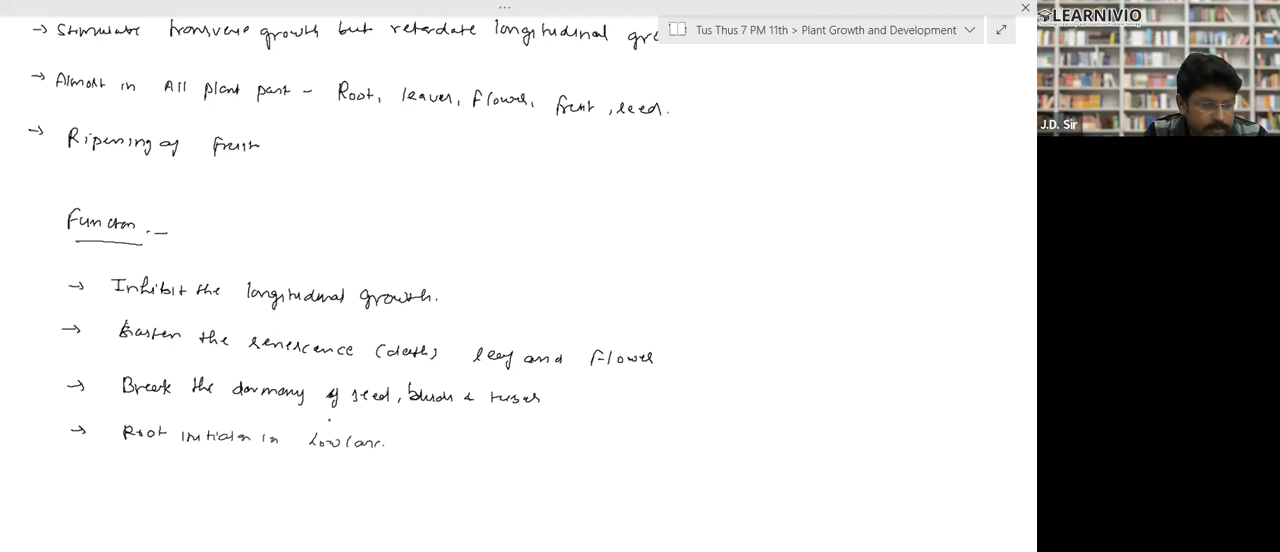 → Stimulate transverse growth but retardate longitudinal gro
Tus Thus 7 PM 11th > Plant Growth and Development
LEARNIVIO
→ Almost in All plant part - Root, leaves, flower, fruit, seed.
J.D. Sir
→ Ripening of fruit
Function :-
→ Inhibit the longitudinal growth.
→ Hasten the senescence (death) leaf and flower
→ Break the dormany of seed, buds & tuber
→ Root initiation in low conc.